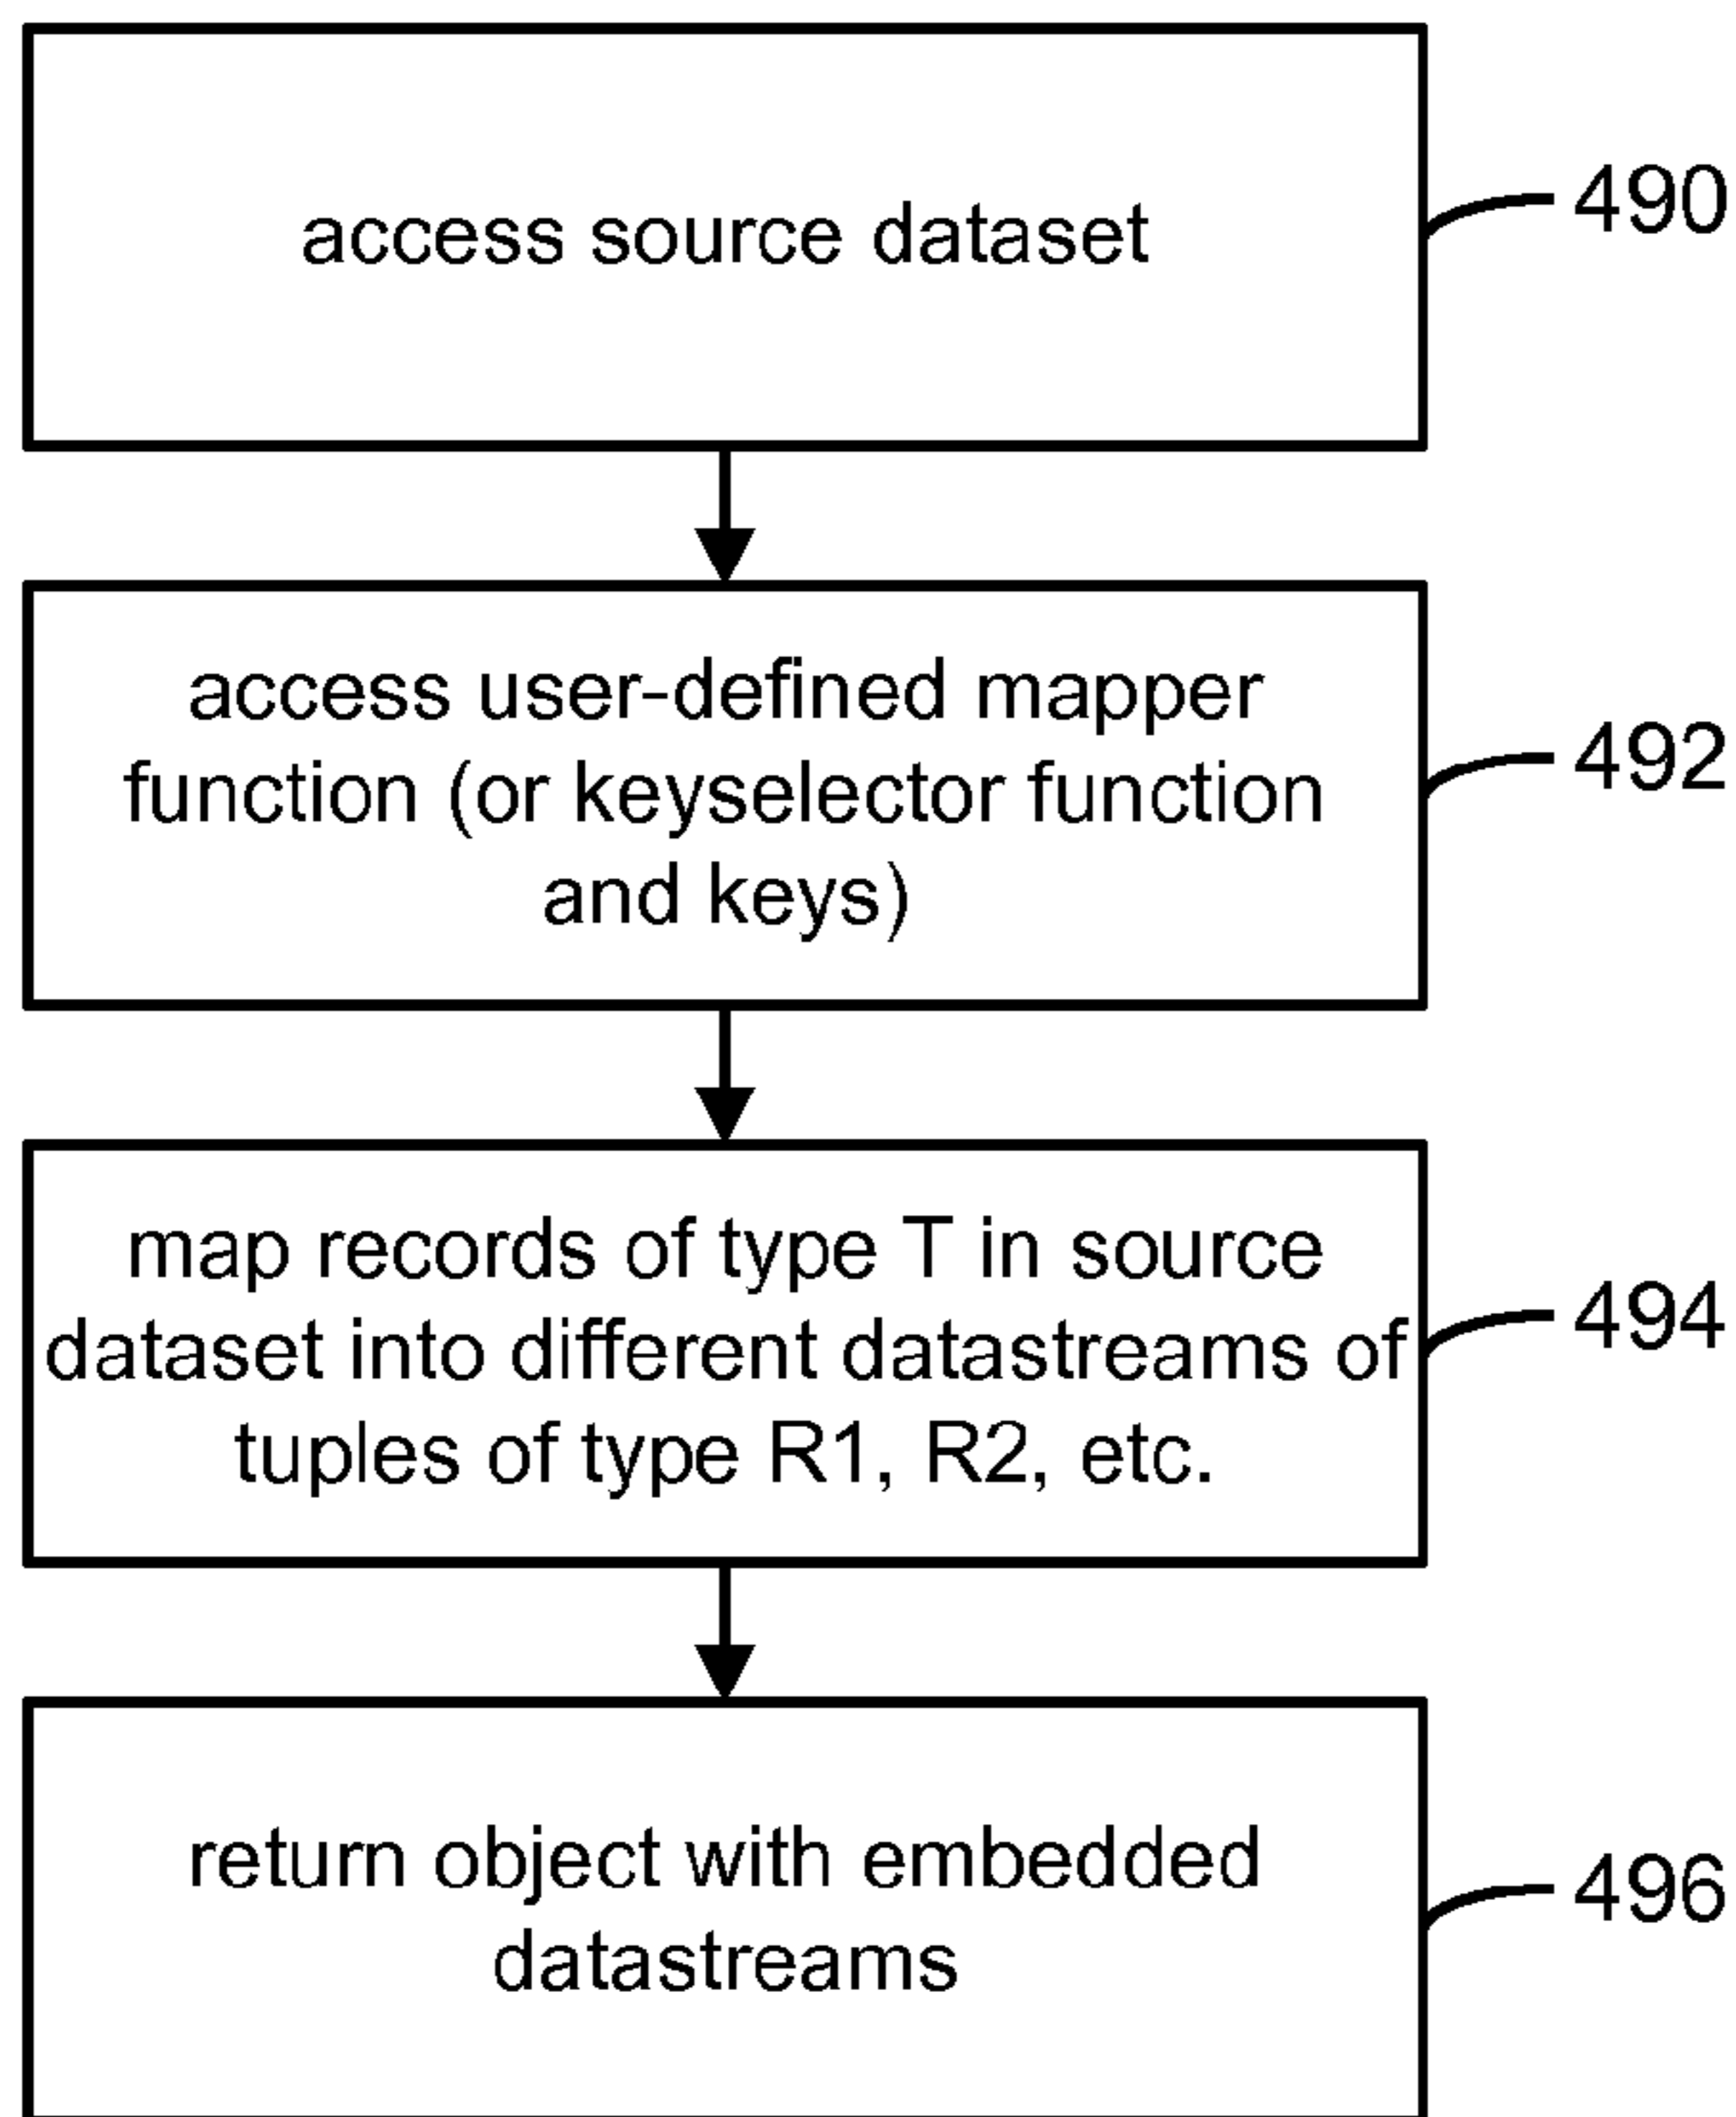 access source dataset
490
access user-defined mapper
function (or keyselector function
and keys)
492
map records of type T in source
dataset into different datastreams of
tuples of type R1, R2, etc.
494
return object with embedded
datastreams
496